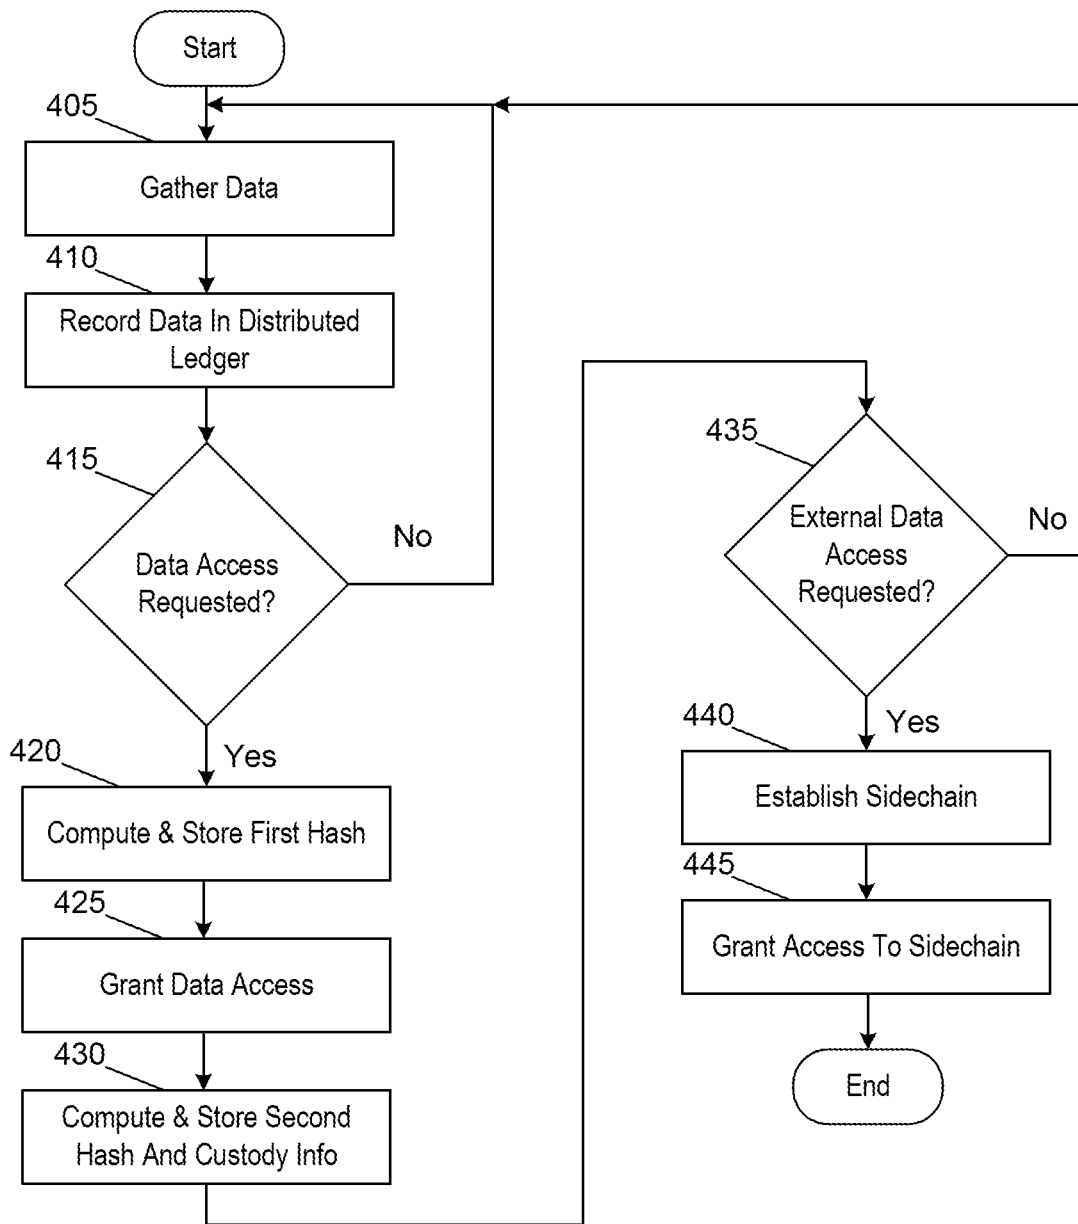 Start
405
Gather Data
410
Record Data In Distributed
Ledger
415
Data Access
Requested?
No
Yes
420
Compute & Store First Hash
425
Grant Data Access
430
Compute & Store Second
Hash And Custody Info
435
External Data
Access
Requested?
No
Yes
440
Establish Sidechain
445
Grant Access To Sidechain
End